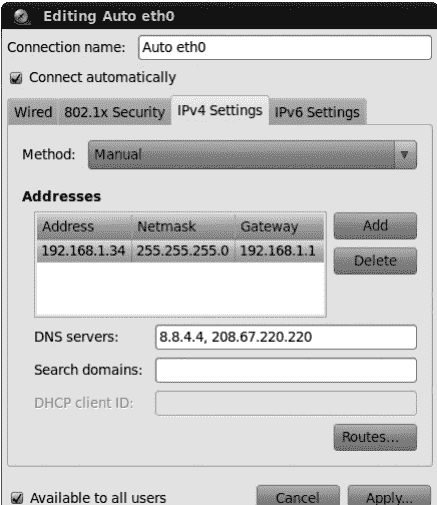 Editing Auto eth0
Connection name: Auto eth0
Connect automatically
Wired 802.1x Security IPv4 Settings IPv6 Settings
Method: Manual
Addresses
Address Netmask Gateway Add
192.168.1.34 255.255.255.0 192.168.1.1
Delete
DNS servers: 8.8.4.4, 208.67.220.220
Search domains:
DHCP client ID:
Routes...
Available to all users Cancel Apply...